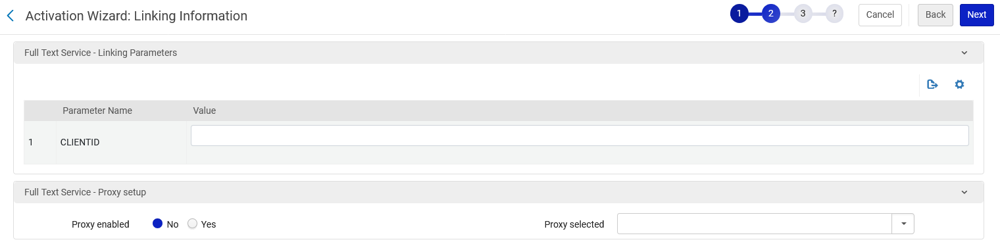 Activation Wizard: Linking Information
1 2 3 ?
Cancel
Back
Next
Full Text Service - Linking Parameters
Parameter Name Value
1 CLIENTID
Full Text Service - Proxy setup
Proxy enabled No Yes Proxy selected